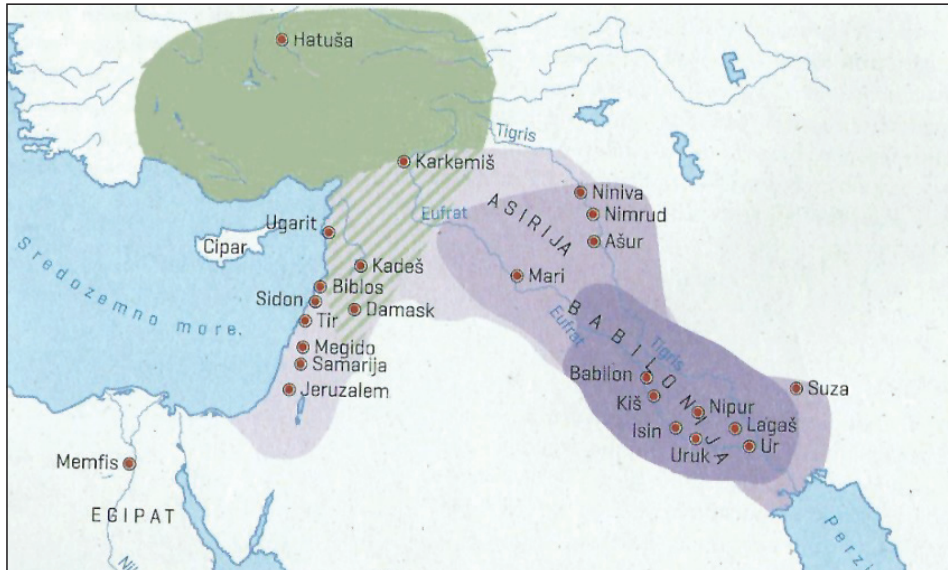 Hatuša
Tigris
Karkemiš
Niniva
ASIRIJA
Nimrud
Eufrat
Ugarit
Ašur
Cipar
Kadeš
Mari
Sredozemno more.
Biblos
Sidon
Damask
BABILONIJA
Eufrat
Tigris
Tir
Megido
Samarija
Babilon
Suza
Jeruzalem
Kiš
Nipur
Isin
Lagaš
Uruk
Ur
Memfis
EGIPAT
Perzi
Nil